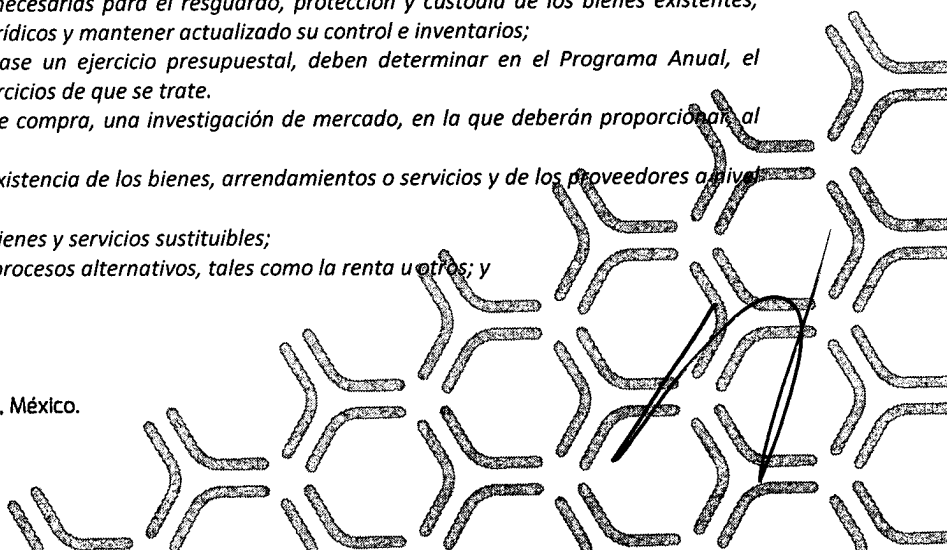 necesarias para el resguardo, protección y custodia de los bienes existentes,
rídicos y mantener actualizado su control e inventarios;
ase un ejercicio presupuestal, deben determinar en el Programa Anual, el
rcicios de que se trate.
e compra, una investigación de mercado, en la que deberán proporcionar, al
xistencia de los bienes, arrendamientos o servicios y de los proveedores a nivel
ienes y servicios sustituibles;
procesos alternativos, tales como la renta u otros; y
. México.